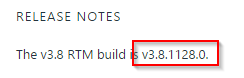 RELEASE NOTES
The v3.8 RTM build is v3.8.1128.0.